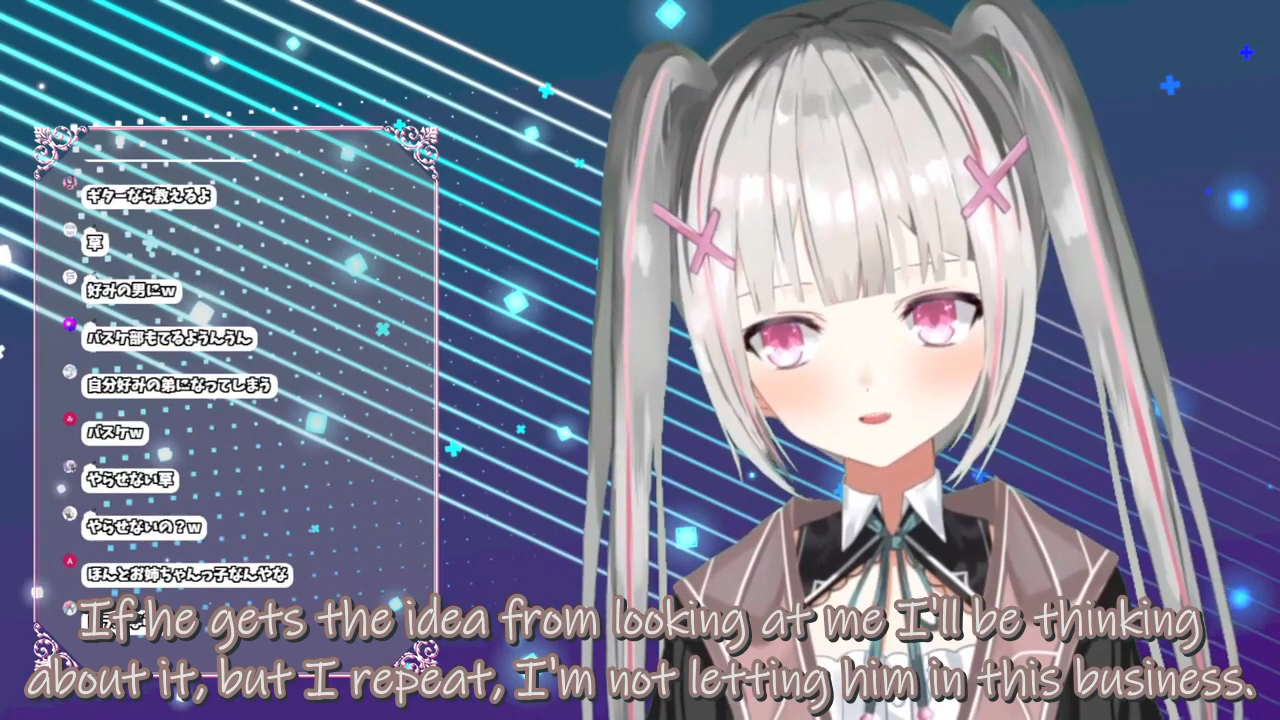 ギターなら教えるよ
草
好みの男にw
バスケ部もてるようんうん
自分好みの弟になってしまう
バスケw
やらせない草
やらせないの？w
ほんとお姉ちゃんっ子なんやな
If he gets the idea from looking at me I'll be thinking
about it, but I repeat, I'm not letting him in this business.